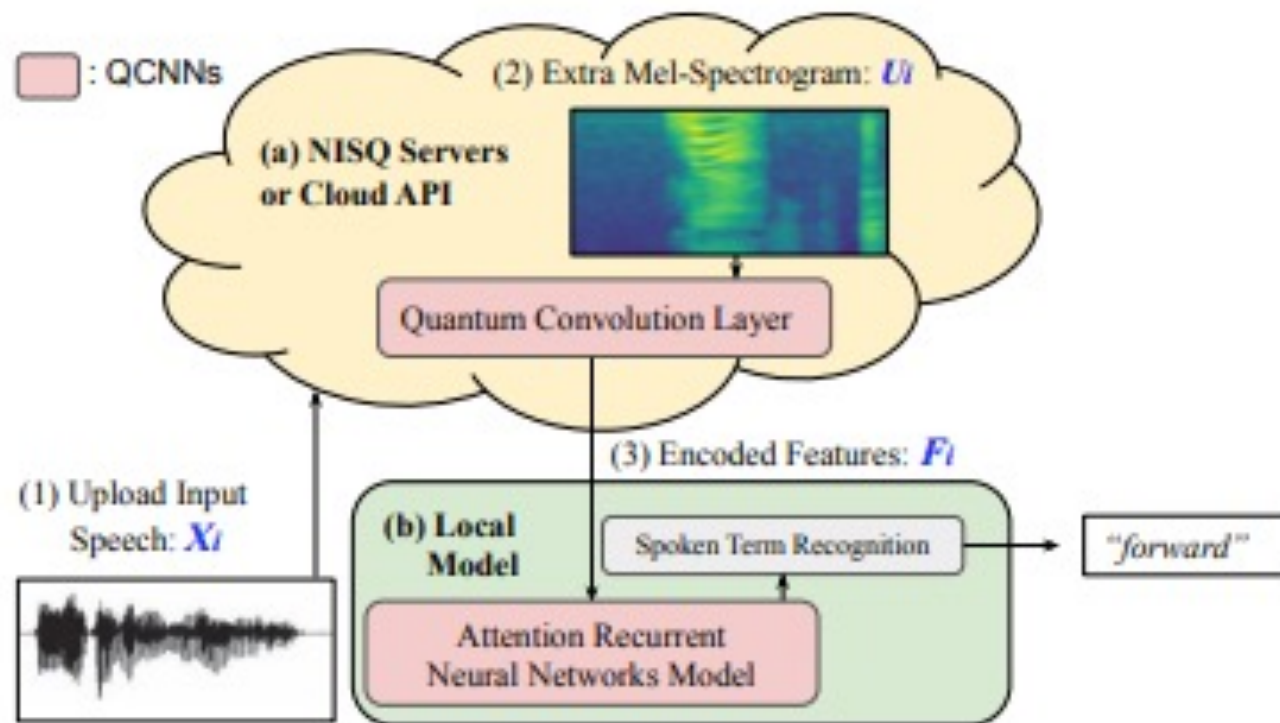 : QCNNs
(2) Extra Mel-Spectrogram: Ui
(a) NISQ Servers
or Cloud API
Quantum Convolution Layer
(3) Encoded Features: Fi
(1) Upload Input
Speech: Xi
(b) Local
Model
Spoken Term Recognition
“forward”
Attention Recurrent
Neural Networks Model